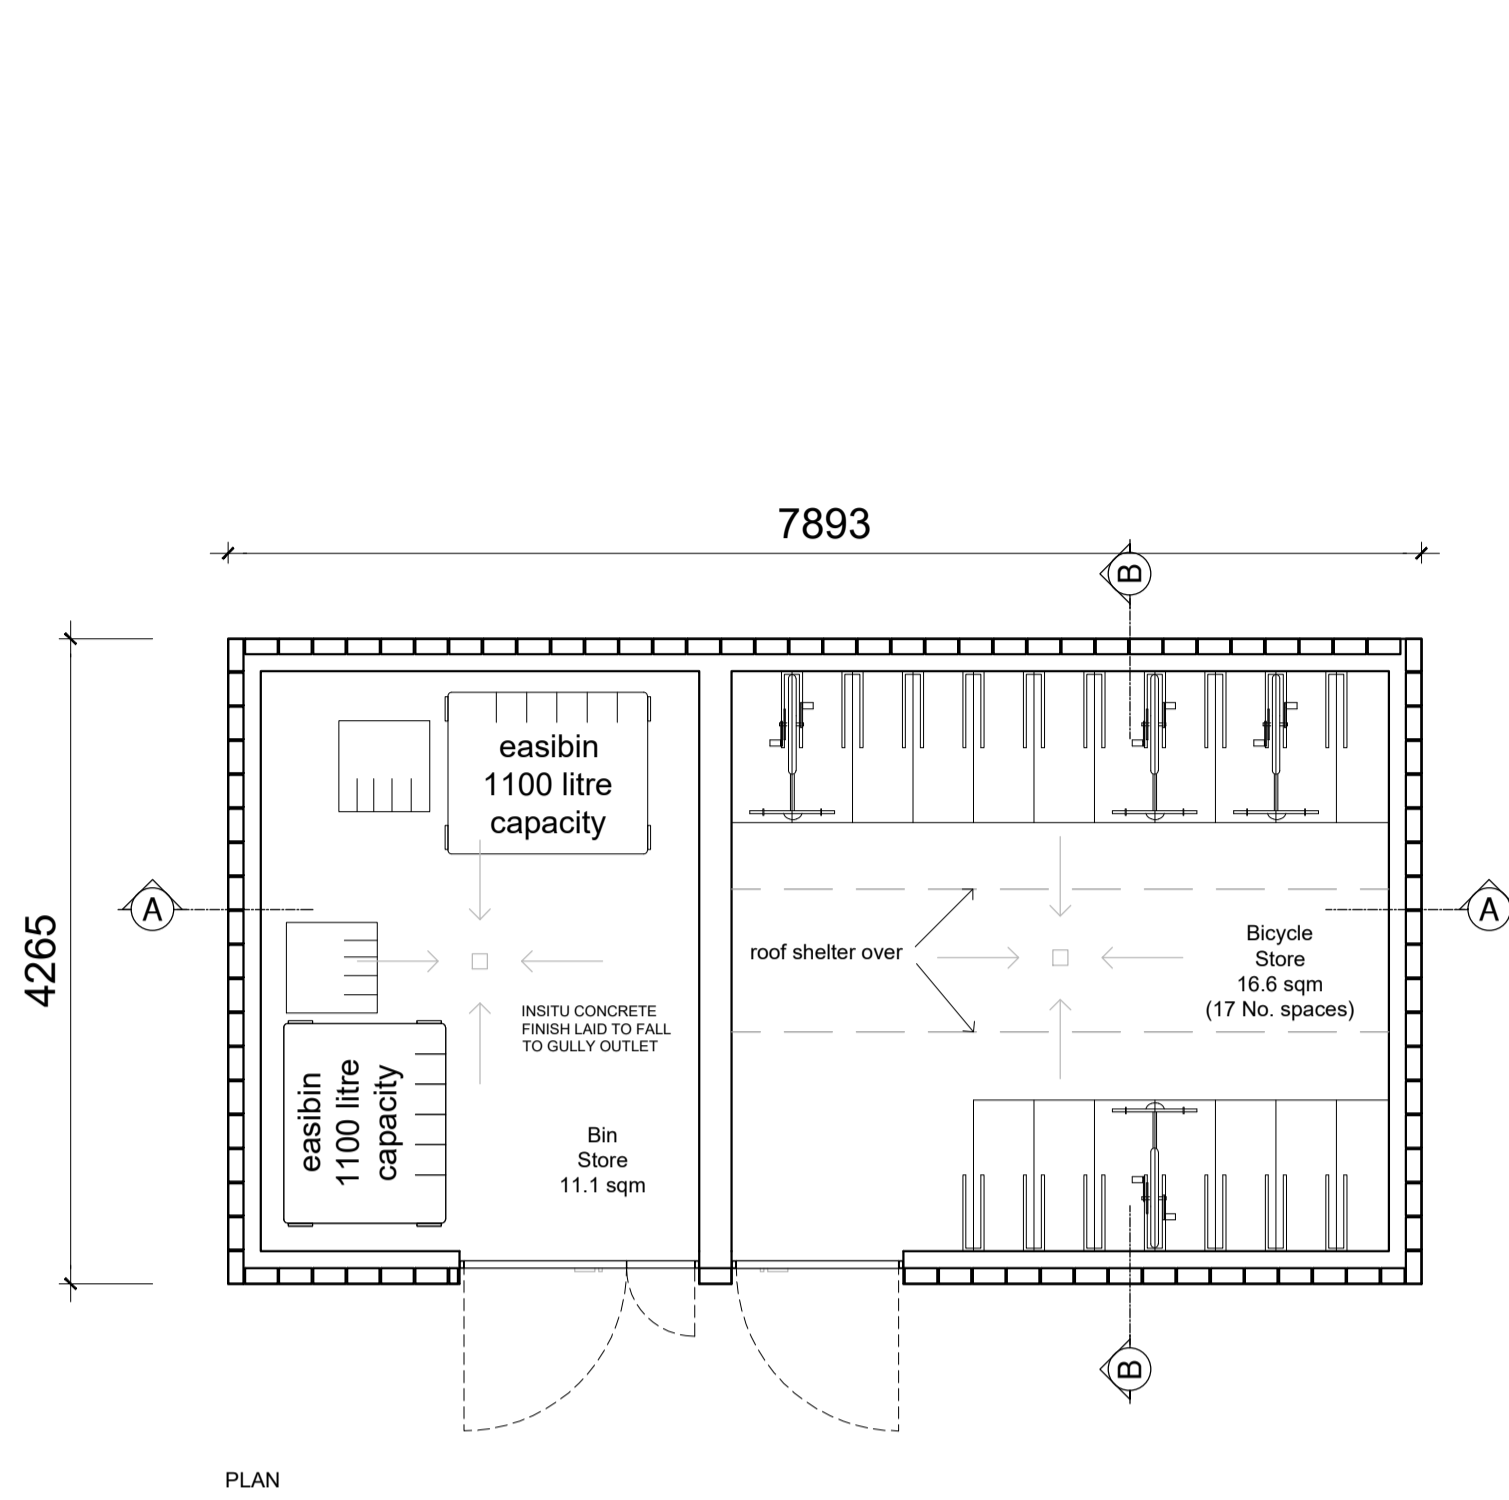 7893
B
4265
easibin
1100 litre
capacity
A
A
roof shelter over
Bicycle
Store
16.6 sqm
(17 No. spaces)
INSITU CONCRETE
FINISH LAID TO FALL
TO GULLY OUTLET
easibin
1100 litre
capacity
Bin
Store
11.1 sqm
B
PLAN